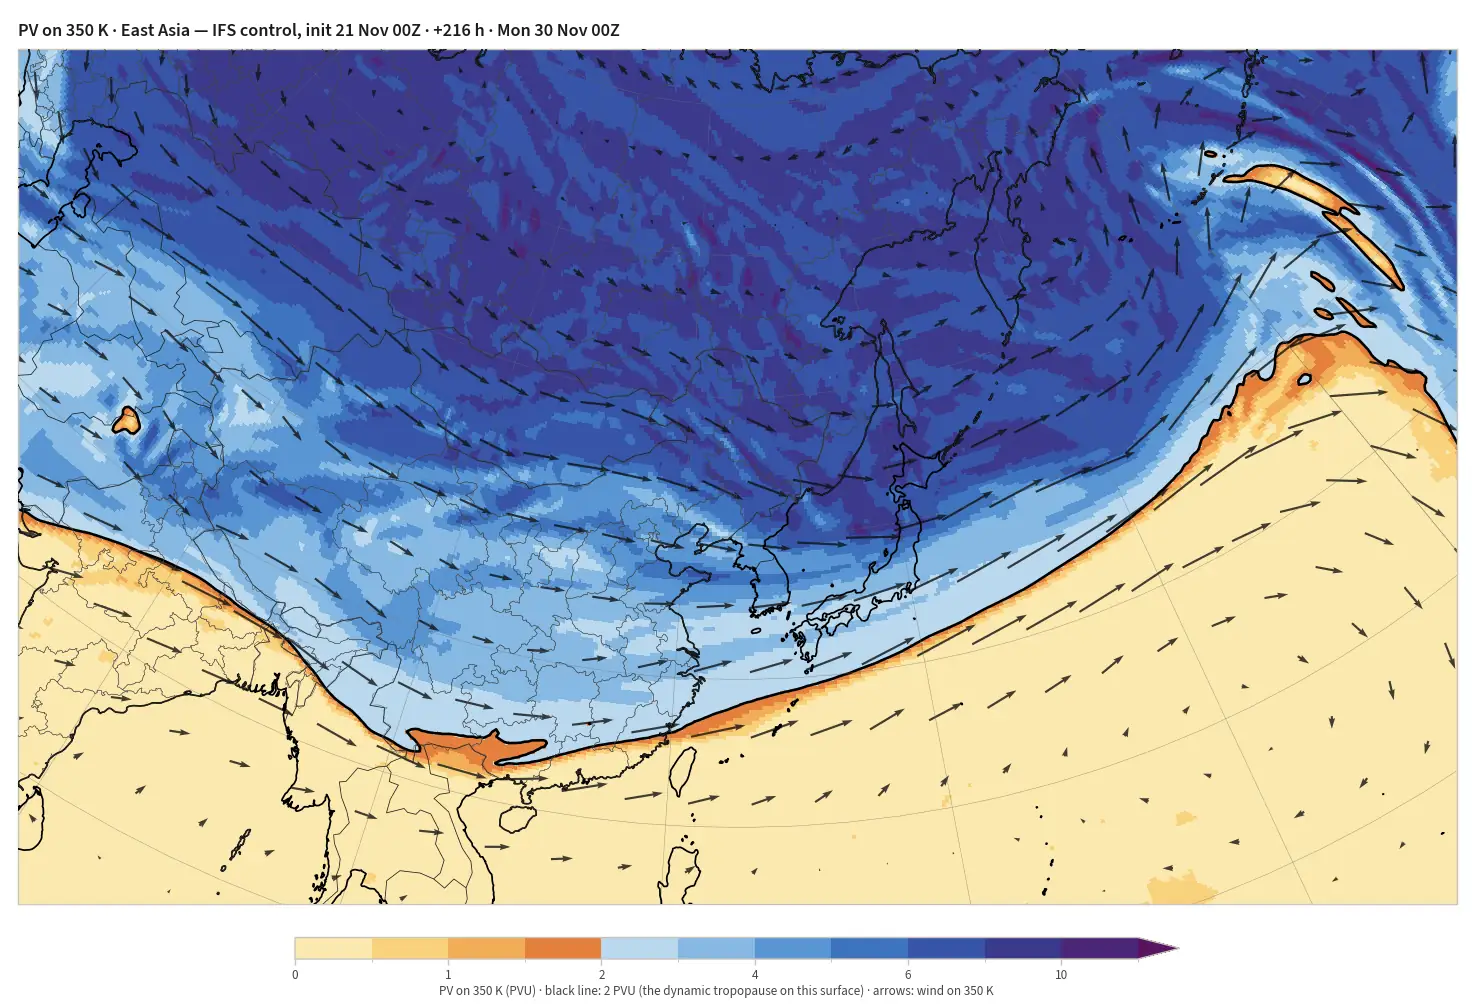 PV on 350 K · East Asia — IFS control, init 21 Nov 00Z · +216 h · Mon 30 Nov 00Z
0 1 2 4 6 10
PV on 350 K (PVU) · black line: 2 PVU (the dynamic tropopause on this surface) · arrows: wind on 350 K